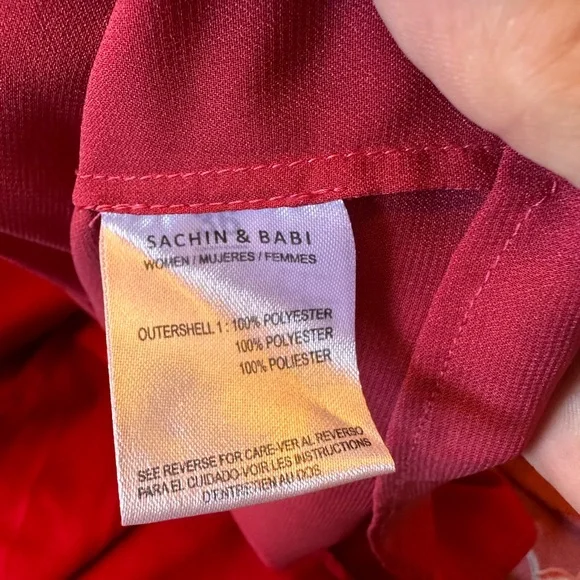 SACHIN & BABI
WOMEN / MUJERES / FEMMES
OUTERSHELL 1 : 100% POLYESTER
100% POLYESTER
100% POLIESTER
SEE REVERSE FOR CARE-VER AL REVERSO
PARA EL CUIDADO-VOIR LES INSTRUCTIONS
D'ENTRETIEN AU DOS